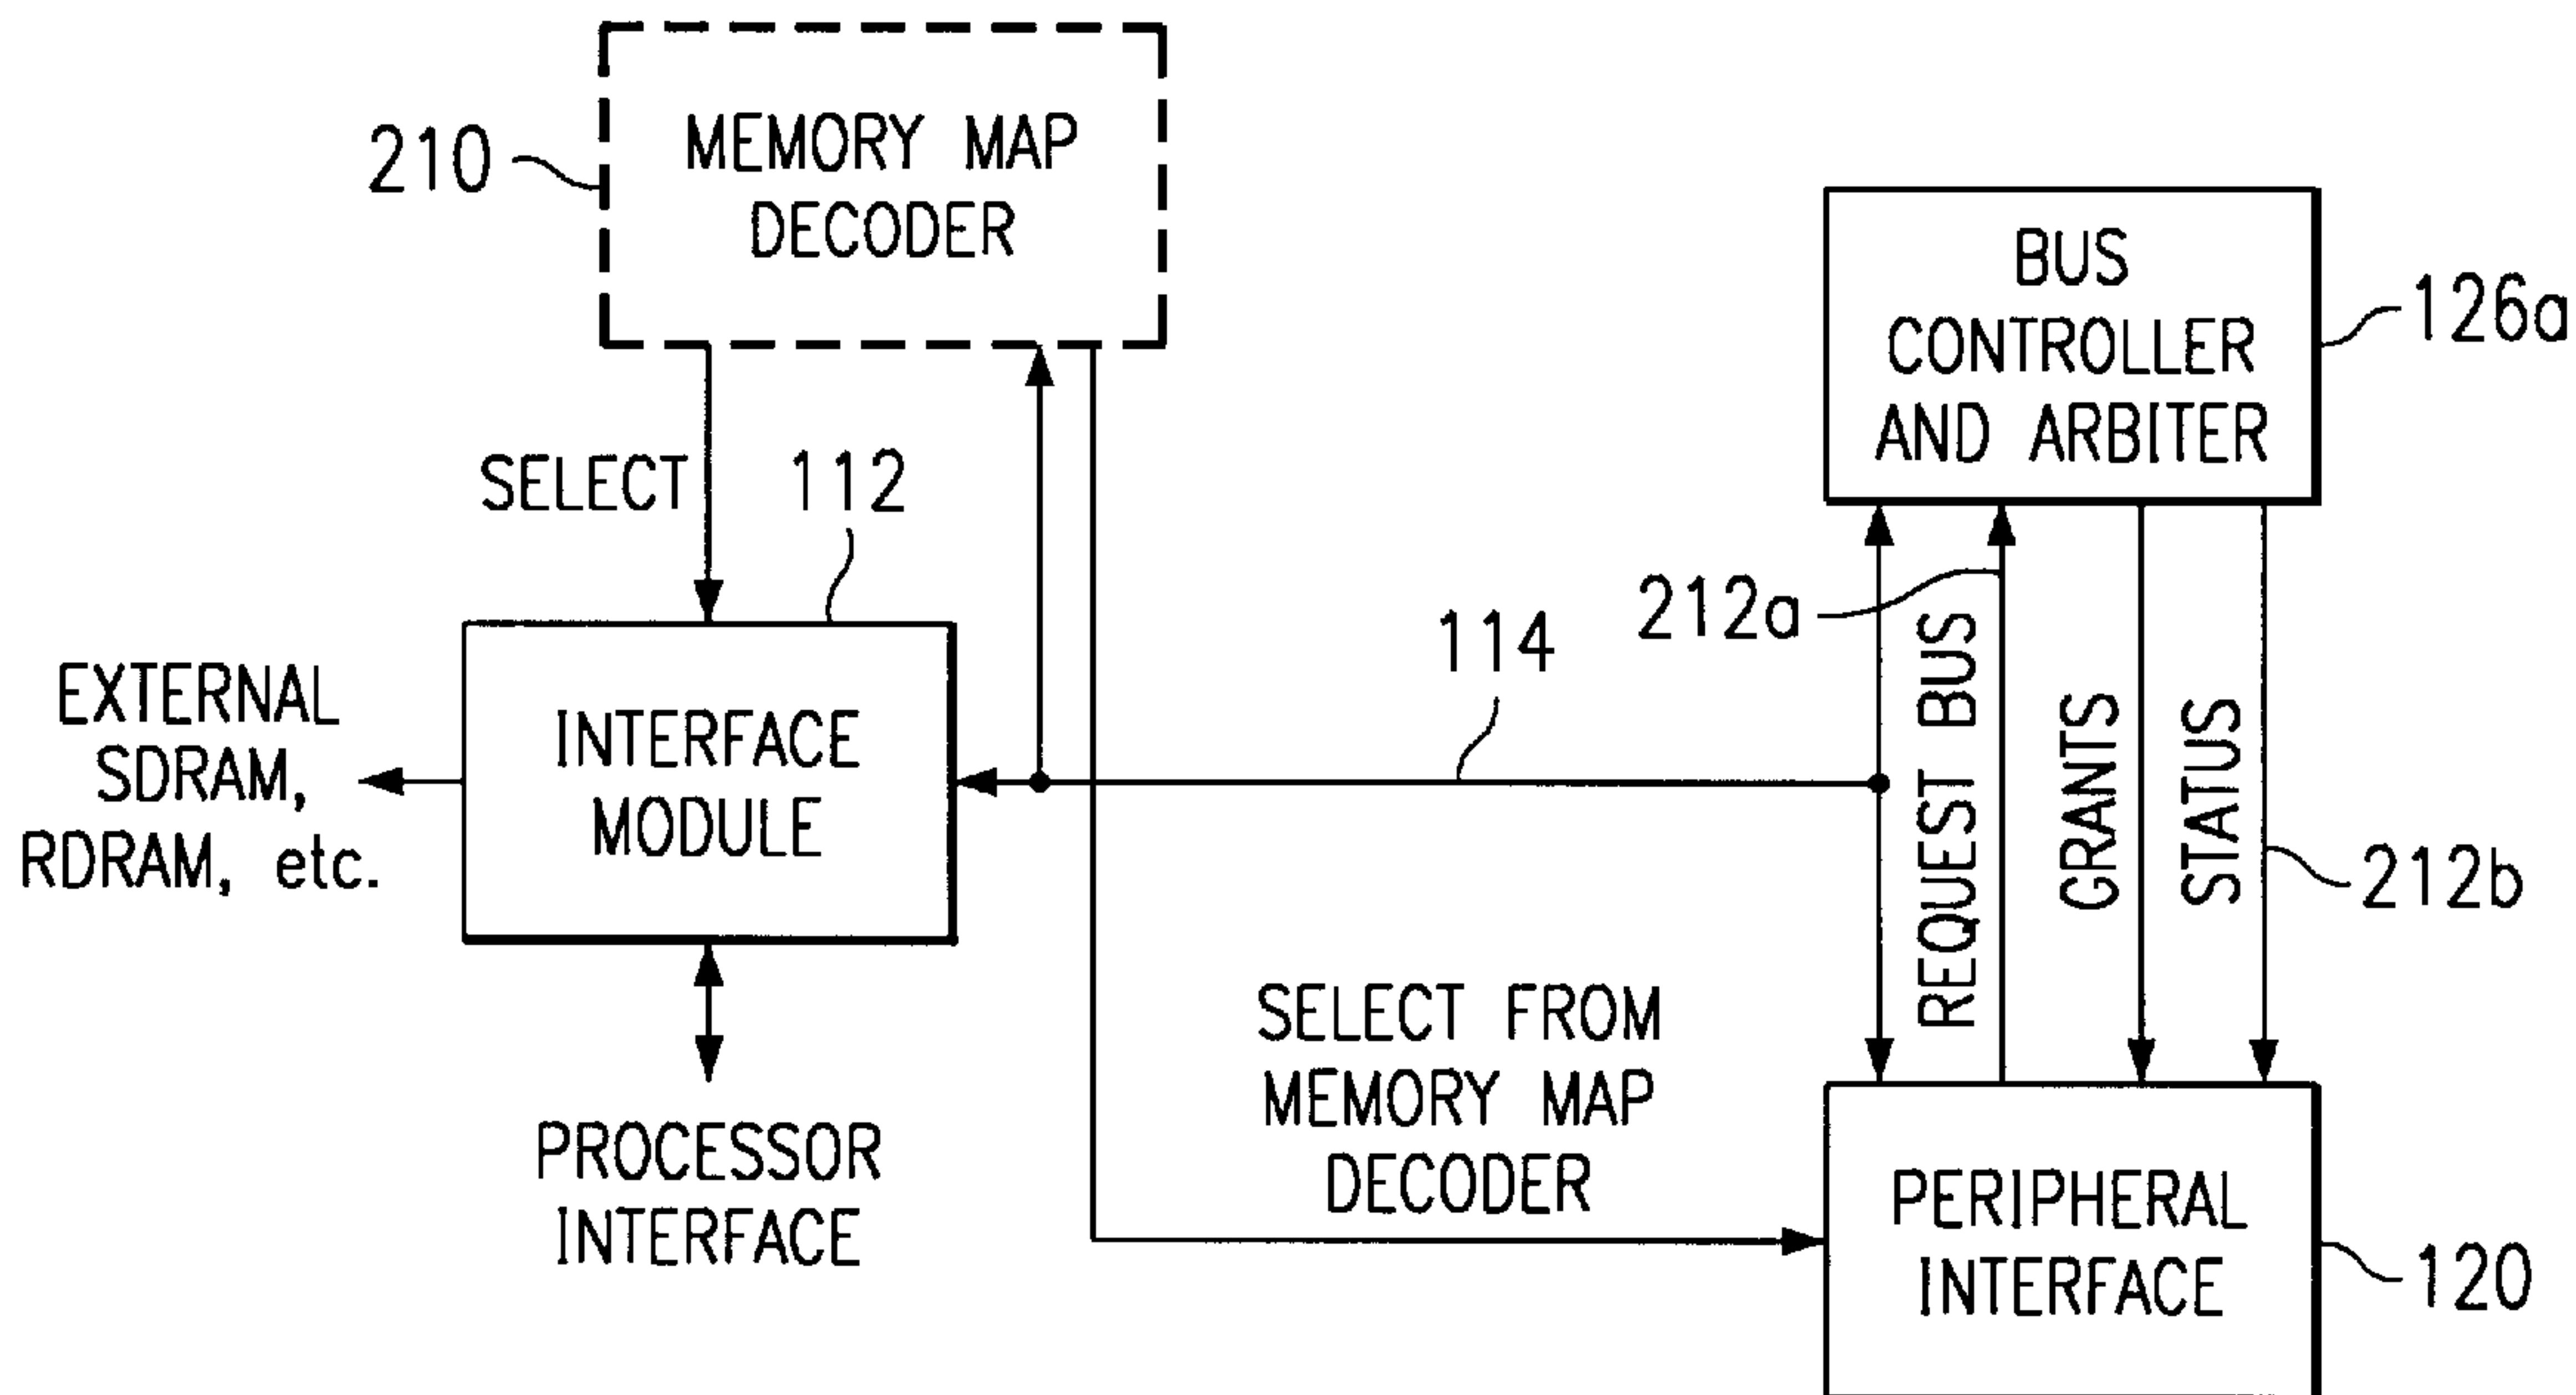 210
MEMORY MAP
DECODER
BUS
CONTROLLER
AND ARBITER
126a
SELECT
112
212a
114
REQUEST BUS
GRANTS
STATUS
212b
EXTERNAL
SDRAM,
RDRAM, etc.
INTERFACE
MODULE
SELECT FROM
MEMORY MAP
DECODER
PROCESSOR
INTERFACE
PERIPHERAL
INTERFACE
120